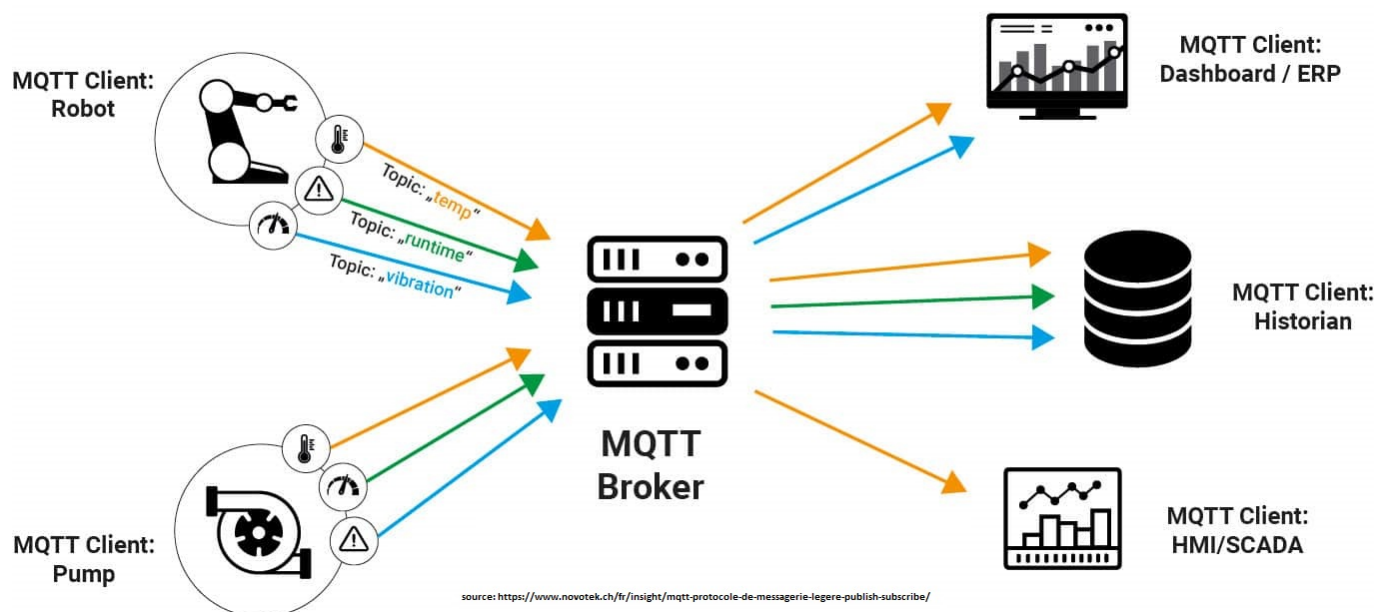 MQTT Client:
Robot
Topic: „temp“
Topic: „runtime“
Topic: „vibration“
MQTT Client:
Pump
MQTT
Broker
MQTT Client:
Dashboard / ERP
MQTT Client:
Historian
MQTT Client:
HMI/SCADA
source: https://www.novotek.ch/fr/insight/mqtt-protocole-de-messagerie-legere-publish-subscribe/